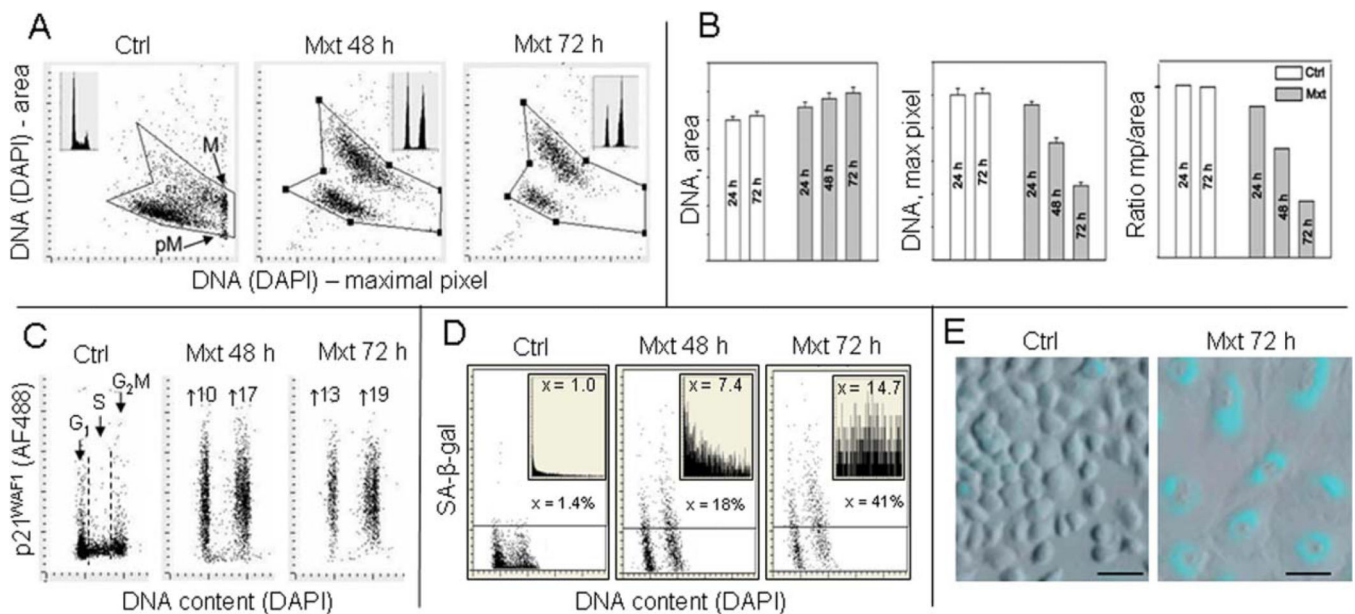 A
Ctrl
Mxt 48 h
Mxt 72 h
DNA (DAPI) - area
M
pM
DNA (DAPI) – maximal pixel
B
DNA, area
24 h
72 h
24 h
48 h
72 h
DNA, max pixel
24 h
72 h
24 h
48 h
72 h
Ratio mp/area
Ctrl
Mxt
24 h
72 h
24 h
48 h
72 h
C
Ctrl
Mxt 48 h
Mxt 72 h
p21WAF1 (AF488)
G1
S
G2M
↑10 ↑17
↑13 ↑19
DNA content (DAPI)
D
Ctrl
Mxt 48 h
Mxt 72 h
SA-β-gal
x = 1.0
x = 1.4%
x = 7.4
x = 18%
x = 14.7
x = 41%
DNA content (DAPI)
E
Ctrl
Mxt 72 h